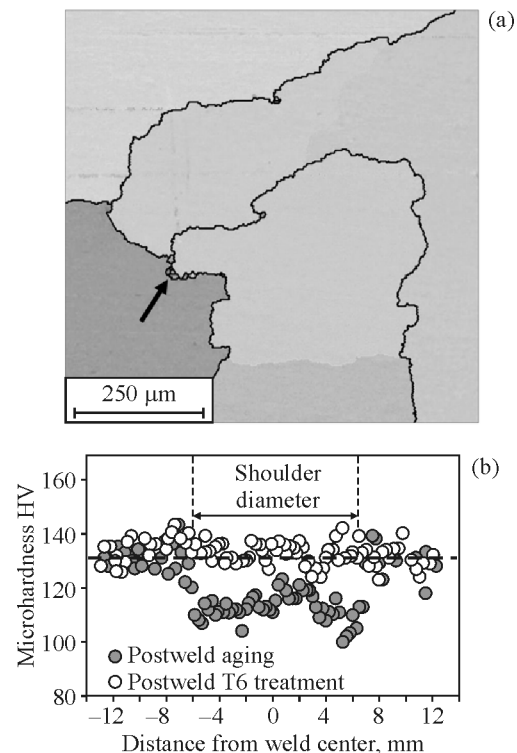 (a)
250 μm
(b)
160
140
120
100
80
Microhardness HV
Shoulder
diameter
Postweld aging
Postweld T6 treatment
−12 −8 −4 0 4 8 12
Distance from weld center, mm